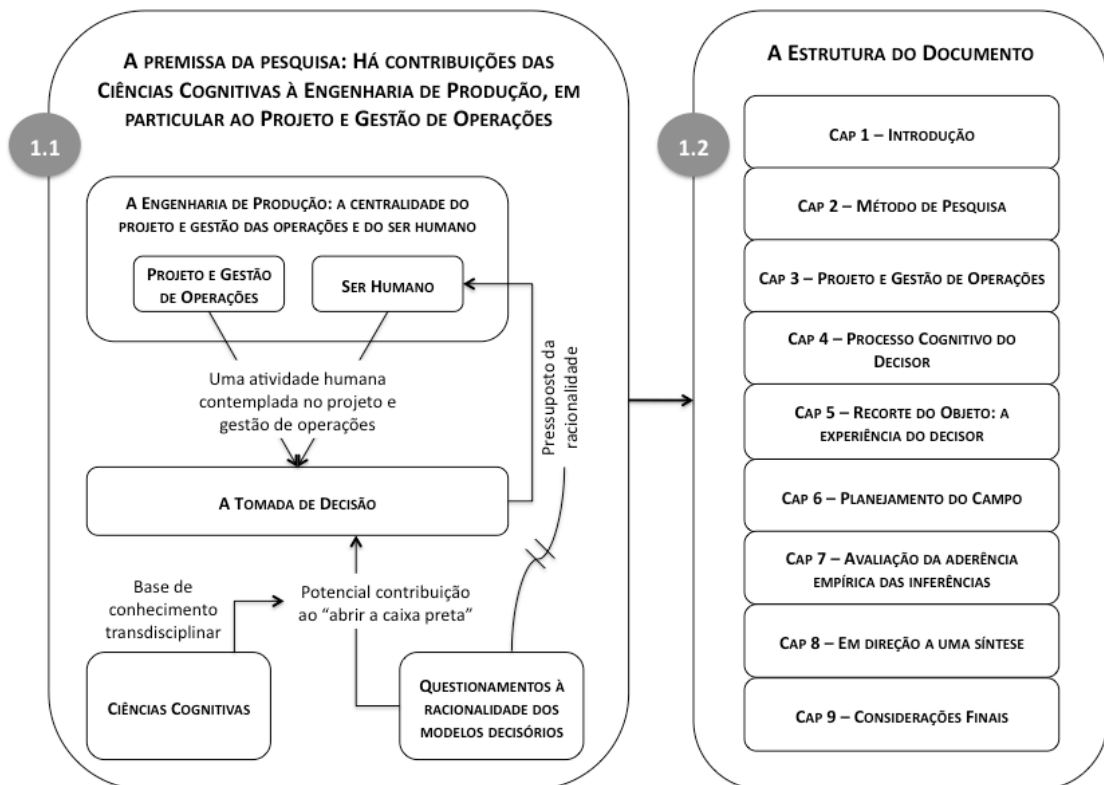 A PREMISSA DA PESQUISA: HÁ CONTRIBUIÇÕES DAS
CIÊNCIAS COGNITIVAS À ENGENHARIA DE PRODUÇÃO, EM
PARTICULAR AO PROJETO E GESTÃO DE OPERAÇÕES
1.1
A ENGENHARIA DE PRODUÇÃO: A CENTRALIDADE DO
PROJETO E GESTÃO DAS OPERAÇÕES E DO SER HUMANO
PROJETO E GESTÃO
DE OPERAÇÕES
SER HUMANO
Uma atividade humana
contemplada no projeto e
gestão de operações
Pressuposto da
racionalidade
A TOMADA DE DECISÃO
Base de
conhecimento
transdisciplinar
Potencial contribuição
ao “abrir a caixa preta”
CIÊNCIAS COGNITIVAS
QUESTIONAMENTOS À
RACIONALIDADE DOS
MODELOS DECISÓRIOS
A ESTRUTURA DO DOCUMENTO
1.2
CAP 1 – INTRODUÇÃO
CAP 2 – MÉTODO DE PESQUISA
CAP 3 – PROJETO E GESTÃO DE OPERAÇÕES
CAP 4 – PROCESSO COGNITIVO DO
DECISOR
CAP 5 – RECORTE DO OBJETO: A
EXPERIÊNCIA DO DECISOR
CAP 6 – PLANEJAMENTO DO CAMPO
CAP 7 – AVALIAÇÃO DA ADERÊNCIA
EMPÍRICA DAS INFERÊNCIAS
CAP 8 – EM DIREÇÃO A UMA SÍNTESE
CAP 9 – CONSIDERAÇÕES FINAIS